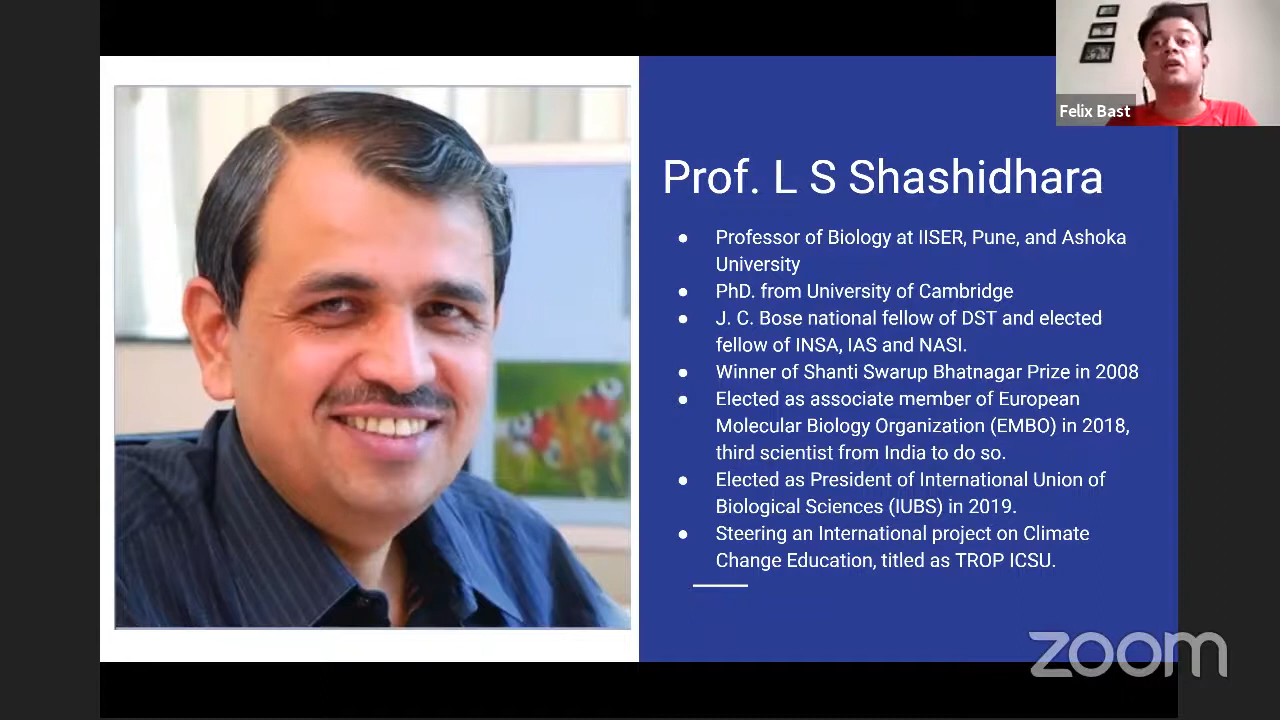 Felix Bast
Prof. L S Shashidhara
● Professor of Biology at IISER, Pune, and Ashoka
University
● PhD. from University of Cambridge
● J. C. Bose national fellow of DST and elected
fellow of INSA, IAS and NASI.
● Winner of Shanti Swarup Bhatnagar Prize in 2008
● Elected as associate member of European
Molecular Biology Organization (EMBO) in 2018,
third scientist from India to do so.
● Elected as President of International Union of
Biological Sciences (IUBS) in 2019.
● Steering an International project on Climate
Change Education, titled as TROP ICSU.
zoom